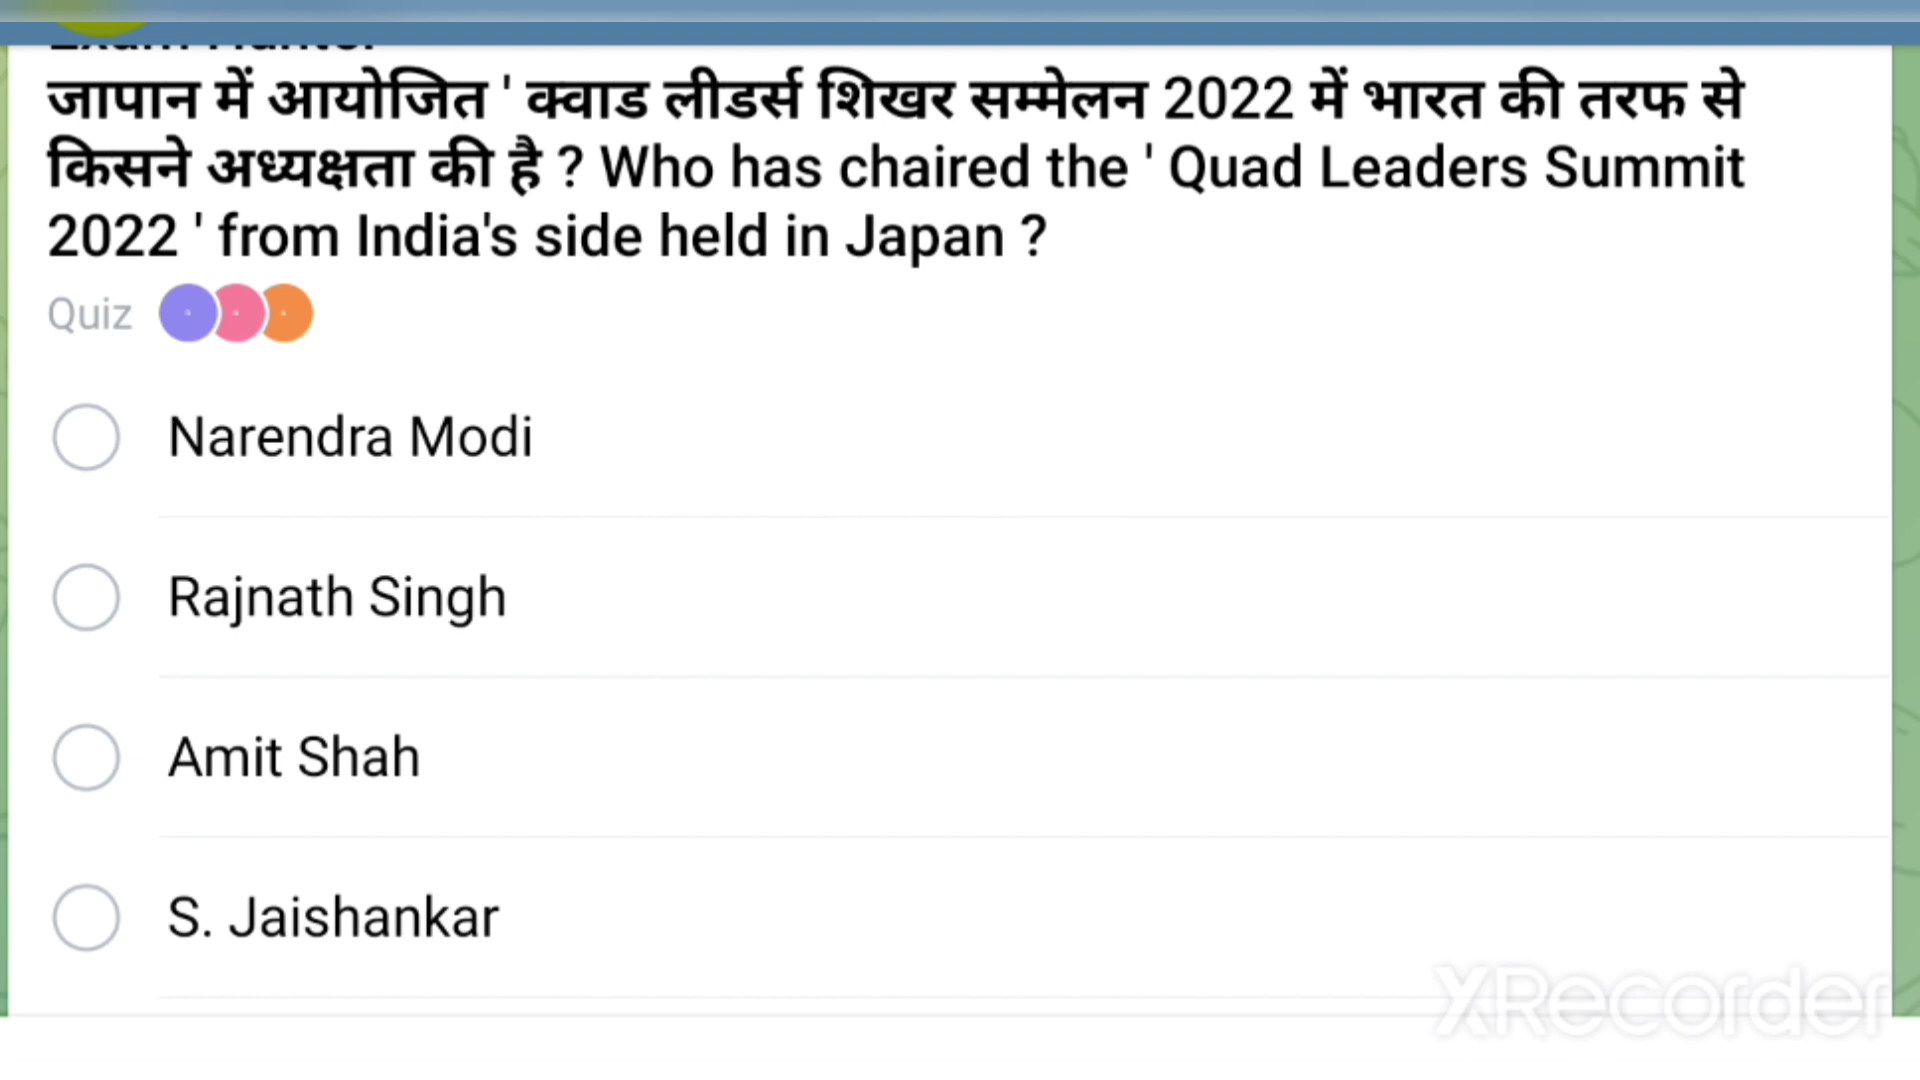 जापान में आयोजित ' क्वाड लीडर्स शिखर सम्मेलन 2022 में भारत की तरफ से
किसने अध्यक्षता की है ? Who has chaired the ' Quad Leaders Summit
2022 ' from India's side held in Japan ?
Quiz
Narendra Modi
Rajnath Singh
Amit Shah
S. Jaishankar
XRecorder